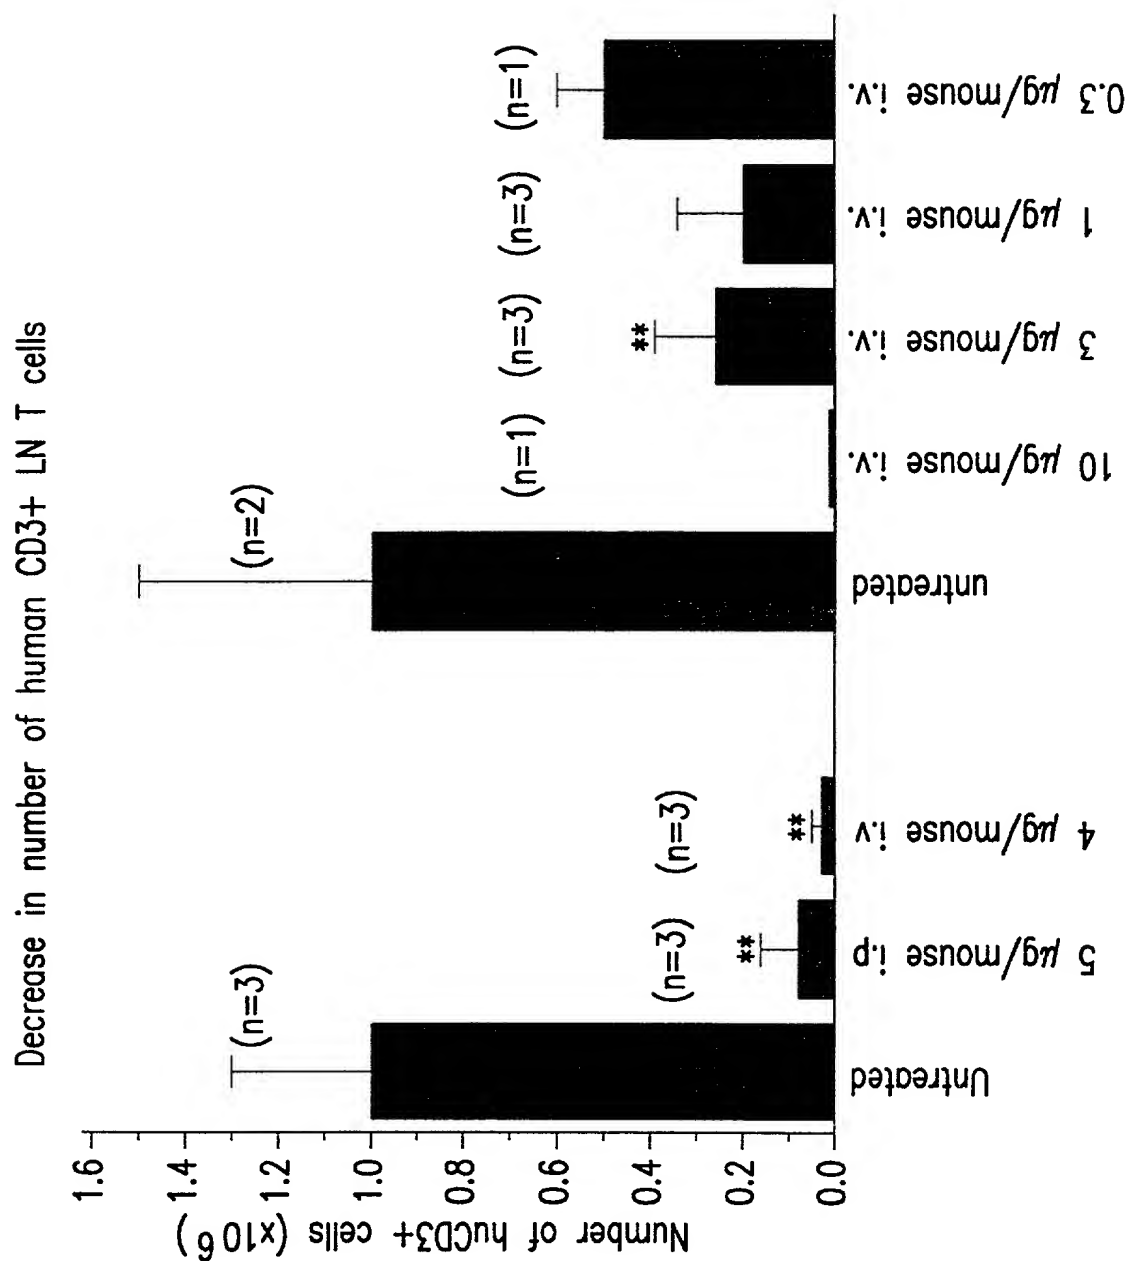 Decrease in number of human CD3+ LN T cells
Number of huCD3+ cells (x10⁶)
1.6
1.4
1.2
1.0
0.8
0.6
0.4
0.2
0.0
(n=3)
(n=3)
**
(n=3)
**
(n=2)
(n=1)
(n=3)
**
(n=3)
(n=1)
Untreated
5 µg/mouse i.p
4 µg/mouse i.v
untreated
10 µg/mouse i.v.
3 µg/mouse i.v.
1 µg/mouse i.v.
0.3 µg/mouse i.v.